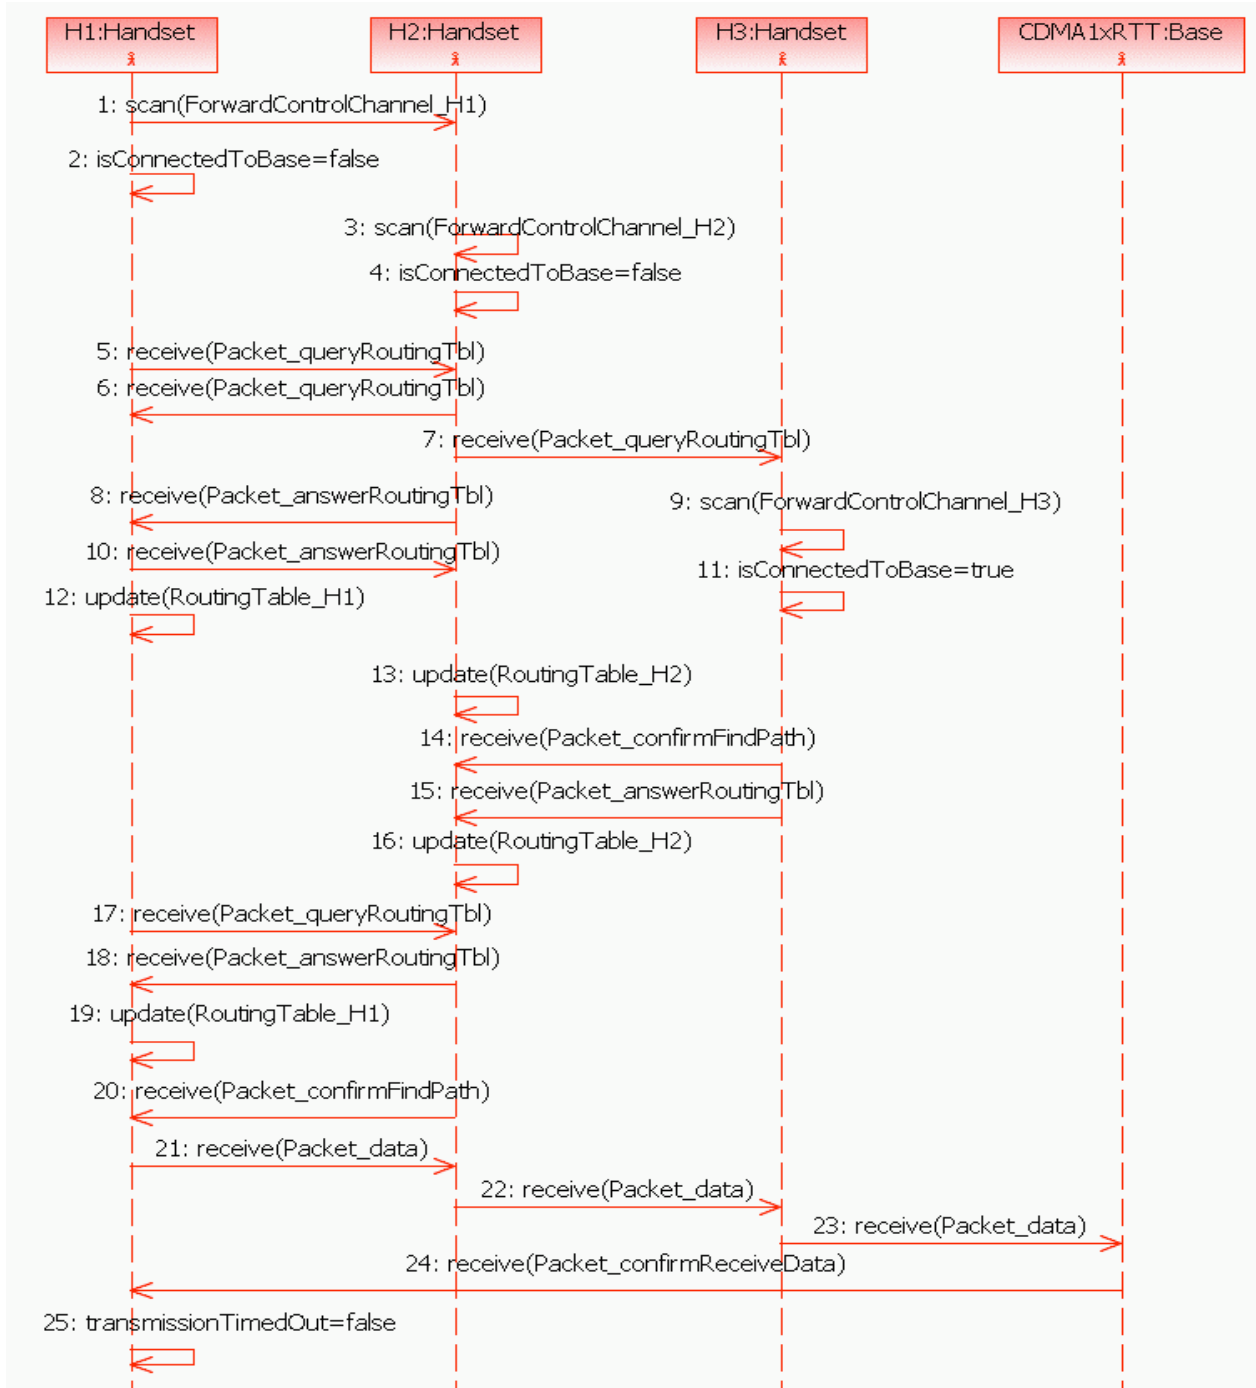 H1:Handset
H2:Handset
H3:Handset
CDMA1xRTT:Base
1: scan(ForwardControlChannel_H1)
2: isConnectedToBase=false
3: scan(ForwardControlChannel_H2)
4: isConnectedToBase=false
5: receive(Packet_queryRoutingTbl)
6: receive(Packet_queryRoutingTbl)
7: receive(Packet_queryRoutingTbl)
8: receive(Packet_answerRoutingTbl)
9: scan(ForwardControlChannel_H3)
10: receive(Packet_answerRoutingTbl)
11: isConnectedToBase=true
12: update(RoutingTable_H1)
13: update(RoutingTable_H2)
14: receive(Packet_confirmFindPath)
15: receive(Packet_answerRoutingTbl)
16: update(RoutingTable_H2)
17: receive(Packet_queryRoutingTbl)
18: receive(Packet_answerRoutingTbl)
19: update(RoutingTable_H1)
20: receive(Packet_confirmFindPath)
21: receive(Packet_data)
22: receive(Packet_data)
23: receive(Packet_data)
24: receive(Packet_confirmReceiveData)
25: transmissionTimedOut=false